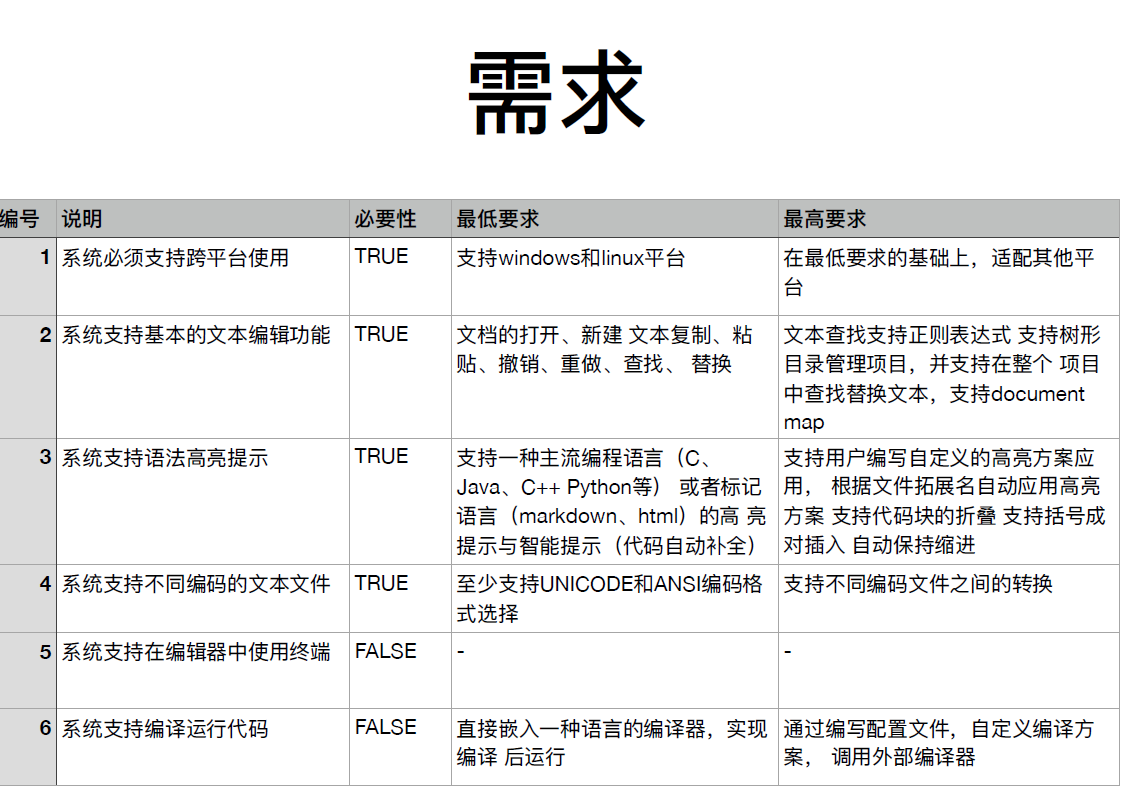 需求
编号 说明 必要性 最低要求 最高要求
1 系统必须支持跨平台使用 TRUE 支持windows和linux平台 在最低要求的基础上，适配其他平
台
2 系统支持基本的文本编辑功能 TRUE 文档的打开、新建 文本复制、粘
贴、撤销、重做、查找、 替换
文本查找支持正则表达式 支持树形
目录管理项目，并支持在整个 项目
中查找替换文本，支持document
map
3 系统支持语法高亮提示 TRUE 支持一种主流编程语言（C、
Java、C++ Python等） 或者标记
语言（markdown、html）的高 亮
提示与智能提示（代码自动补全）
支持用户编写自定义的高亮方案应
用， 根据文件拓展名自动应用高亮
方案 支持代码块的折叠 支持括号成
对插入 自动保持缩进
4 系统支持不同编码的文本文件 TRUE 至少支持UNICODE和ANSI编码格
式选择
支持不同编码文件之间的转换
5 系统支持在编辑器中使用终端 FALSE - -
6 系统支持编译运行代码 FALSE 直接嵌入一种语言的编译器，实现
编译 后运行
通过编写配置文件，自定义编译方
案， 调用外部编译器